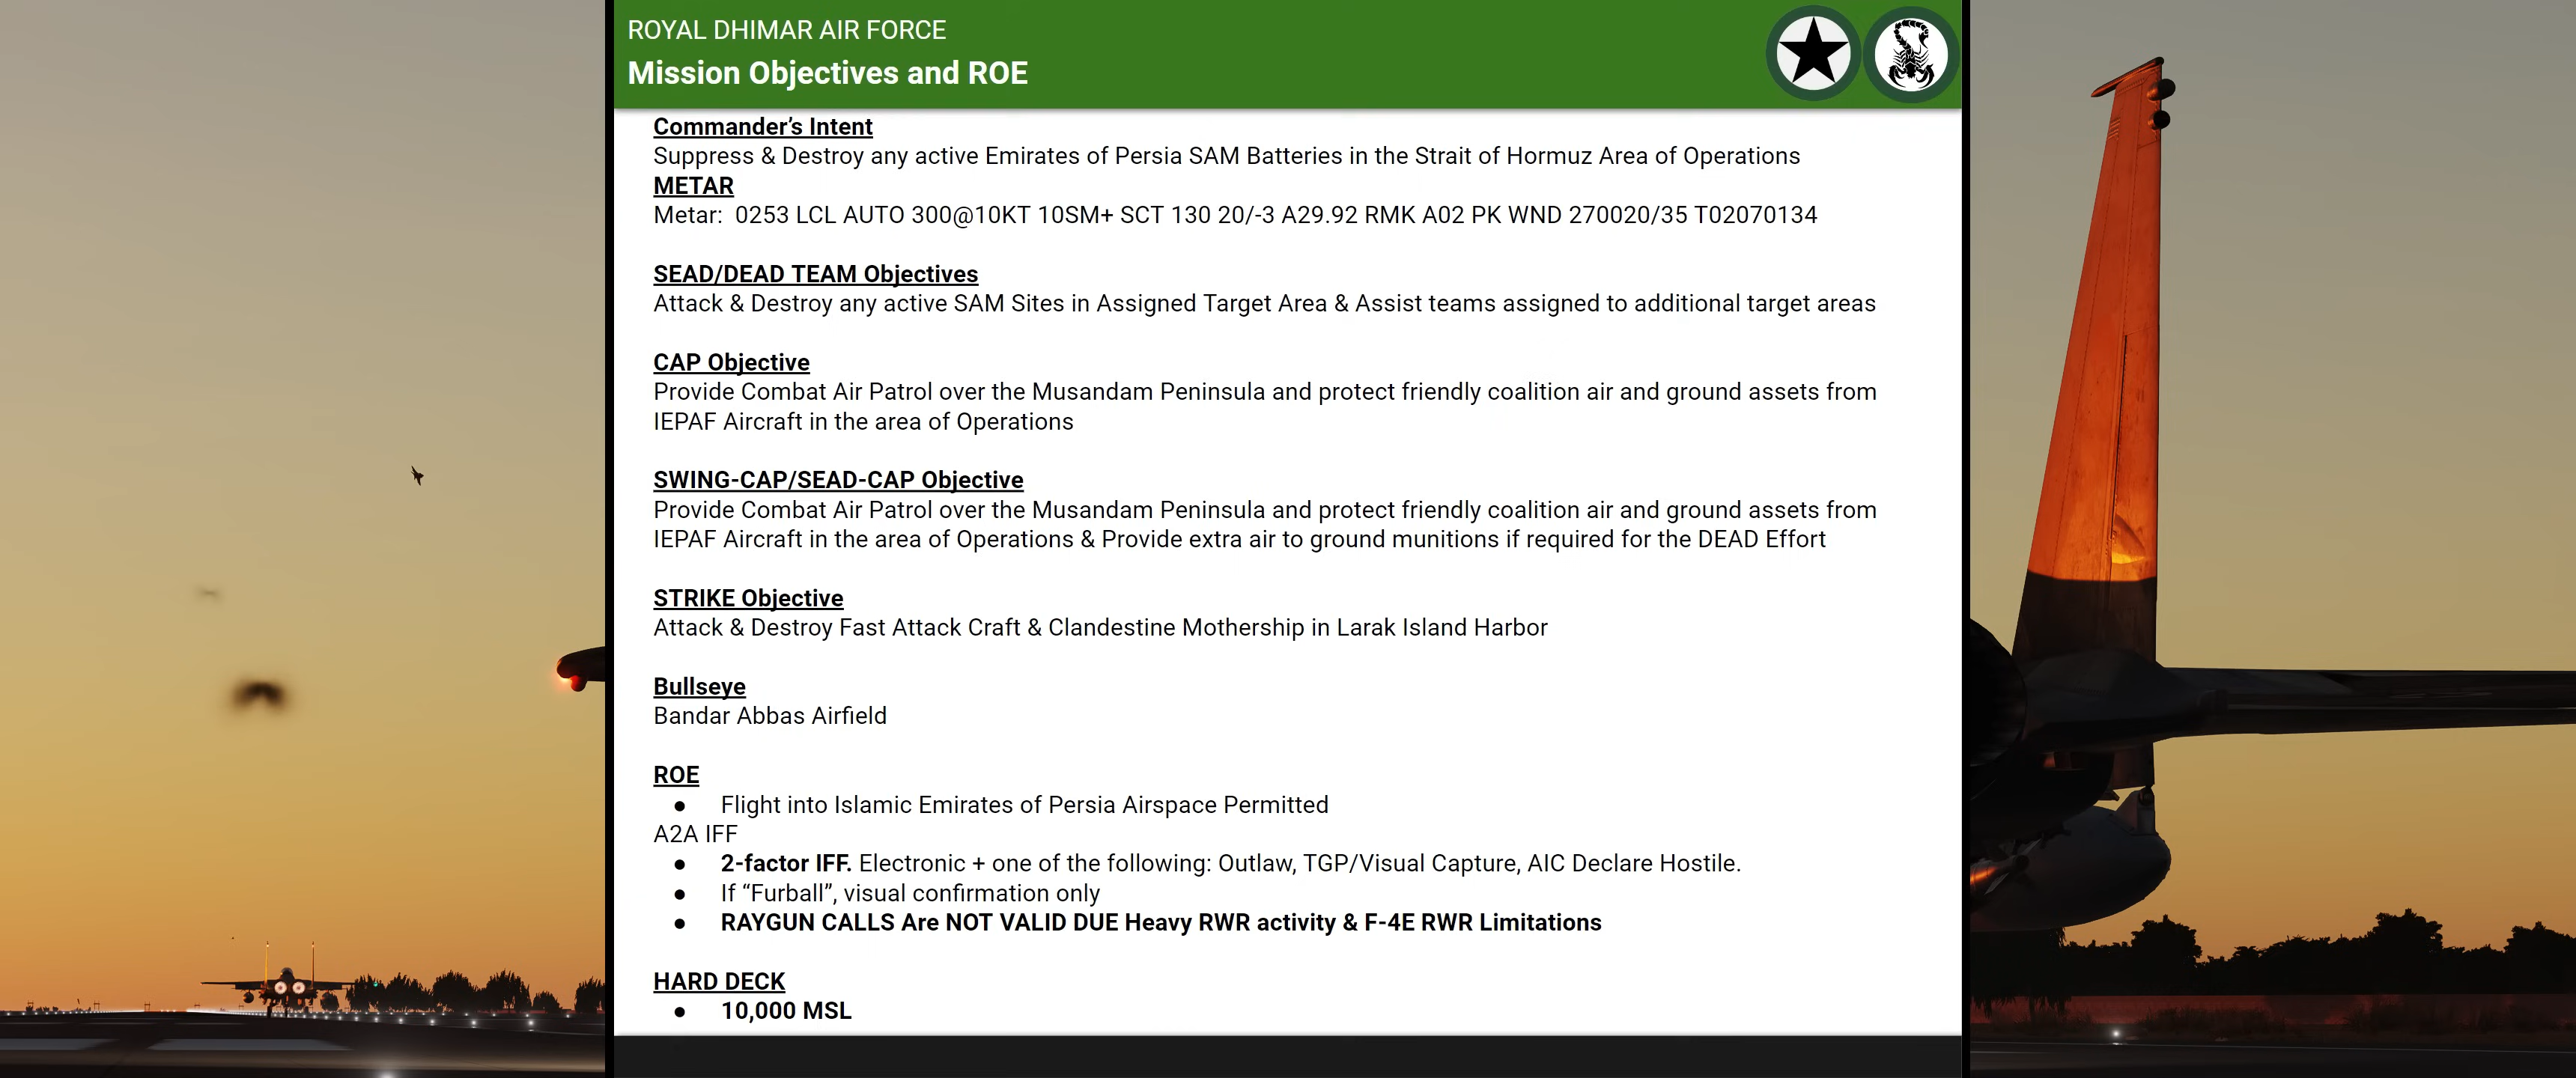 ROYAL DHIMAR AIR FORCE
Mission Objectives and ROE
Commander's Intent
Suppress & Destroy any active Emirates of Persia SAM Batteries in the Strait of Hormuz Area of Operations
METAR
Metar:  0253 LCL AUTO 300@10KT 10SM+ SCT 130 20/-3 A29.92 RMK A02 PK WND 270020/35 T02070134
SEAD/DEAD TEAM Objectives
Attack & Destroy any active SAM Sites in Assigned Target Area & Assist teams assigned to additional target areas
CAP Objective
Provide Combat Air Patrol over the Musandam Peninsula and protect friendly coalition air and ground assets from
IEPAF Aircraft in the area of Operations
SWING-CAP/SEAD-CAP Objective
Provide Combat Air Patrol over the Musandam Peninsula and protect friendly coalition air and ground assets from
IEPAF Aircraft in the area of Operations & Provide extra air to ground munitions if required for the DEAD Effort
STRIKE Objective
Attack & Destroy Fast Attack Craft & Clandestine Mothership in Larak Island Harbor
Bullseye
Bandar Abbas Airfield
ROE
● Flight into Islamic Emirates of Persia Airspace Permitted
A2A IFF
● 2-factor IFF. Electronic + one of the following: Outlaw, TGP/Visual Capture, AIC Declare Hostile.
● If “Furball”, visual confirmation only
● RAYGUN CALLS Are NOT VALID DUE Heavy RWR activity & F-4E RWR Limitations
HARD DECK
● 10,000 MSL